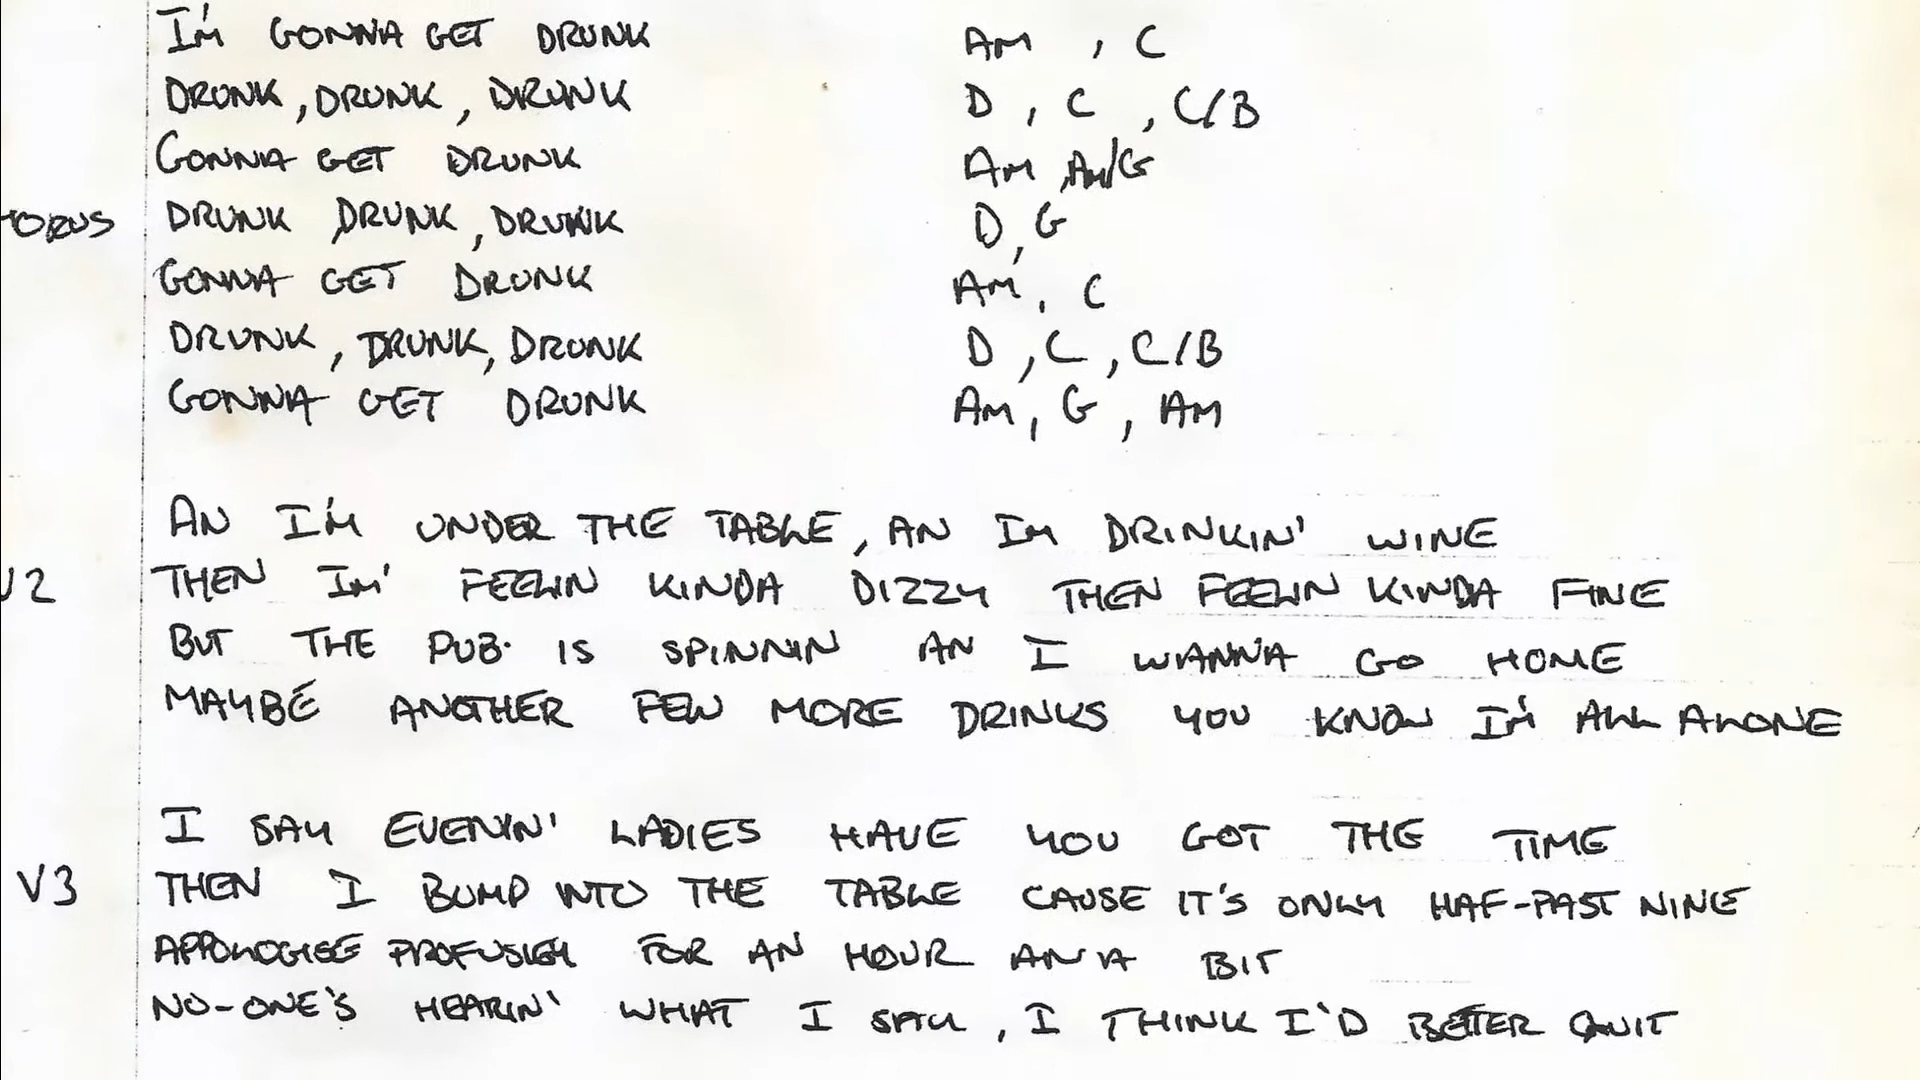 I'M GONNA GET DRUNK AM , C
DRUNK , DRUNK , DRUNK D , C , C/B
GONNA GET DRUNK AM , AM/G
HORUS DRUNK DRUNK , DRUNK D , G
GONNA GET DRUNK AM , C
DRUNK , DRUNK , DRUNK D , C , C/B
GONNA GET DRUNK AM , G , AM
AN I'M UNDER THE TABLE , AN IM DRINKIN' WINE
V2 THEN IM' FEELIN KINDA DIZZY THEN FEELIN KINDA FINE
BUT THE PUB. IS SPINNIN AN I WANNA GO HOME
MAYBE ANOTHER FEW MORE DRINKS YOU KNOW I'M ALL ALONE
I SAY EVENIN' LADIES HAVE YOU GOT THE TIME
V3 THEN I BUMP INTO THE TABLE CAUSE IT'S ONLY HAF-PAST NINE
APPOLOGISE PROFUSLEY FOR AN HOUR AN A BIT
NO-ONE'S HEARIN' WHAT I SAY , I THINK I'D BETTER QUIT